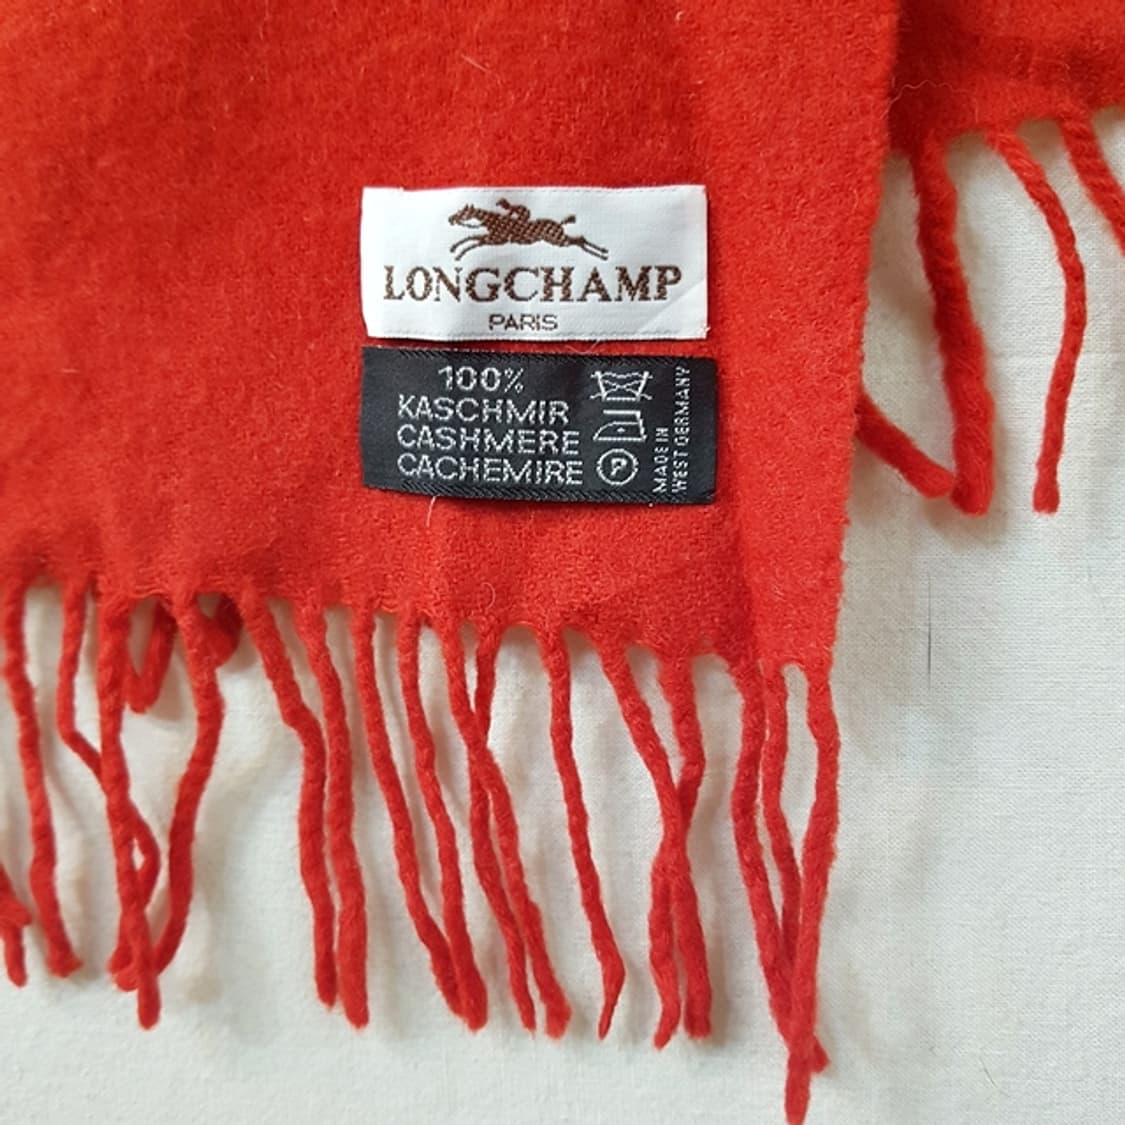 LONGCHAMP
PARIS
100%
KASCHMIR
CASHMERE
CACHEMIRE
P
MADE IN
WEST GERMANY